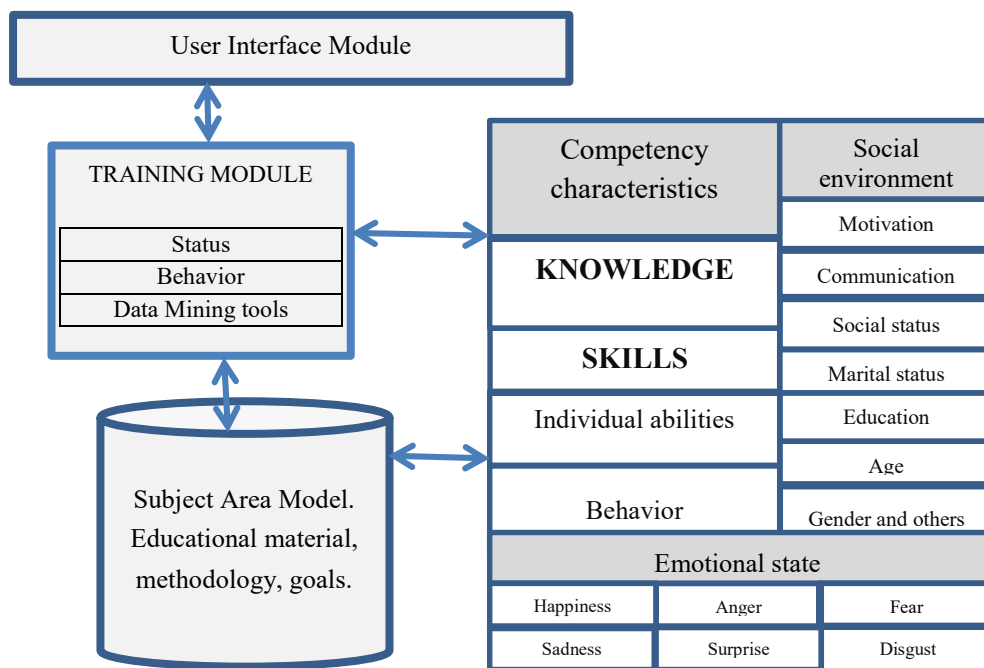 User Interface Module
TRAINING MODULE
Status
Behavior
Data Mining tools
Subject Area Model.
Educational material,
methodology, goals.
Competency
characteristics
KNOWLEDGE
SKILLS
Individual abilities
Behavior
Social
environment
Motivation
Communication
Social status
Marital status
Education
Age
Gender and others
Emotional state
Happiness
Anger
Fear
Sadness
Surprise
Disgust